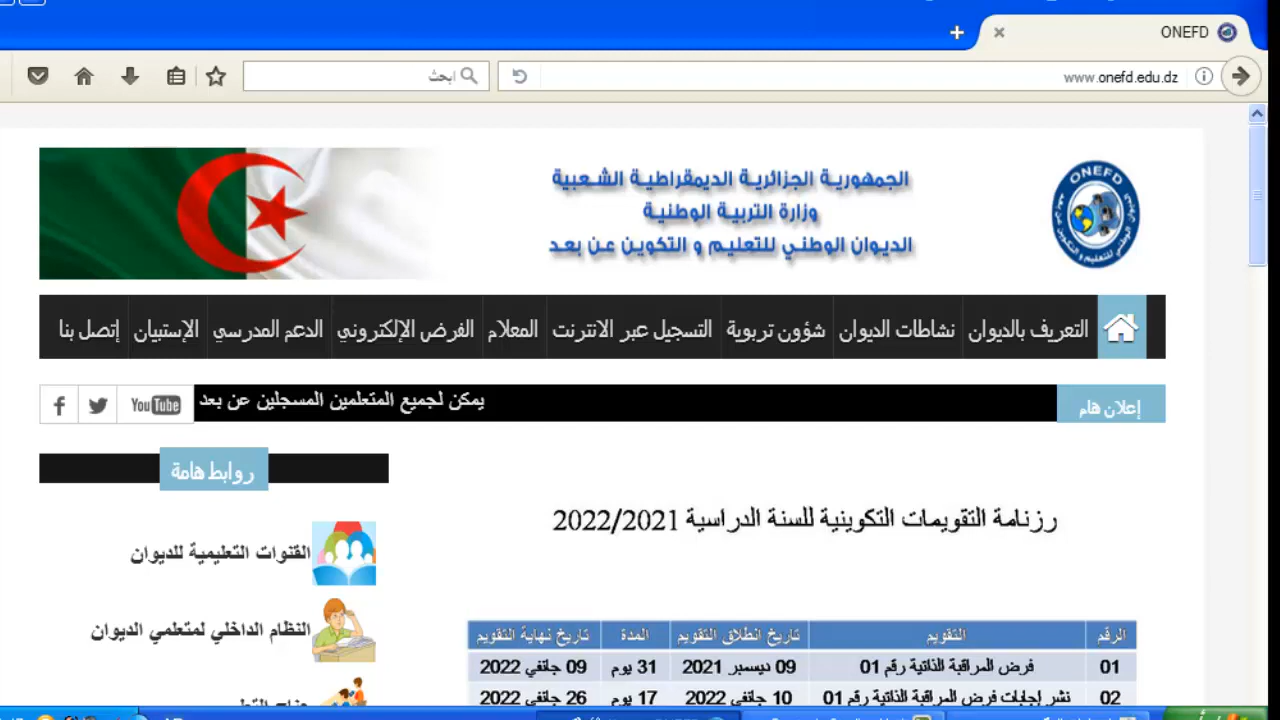 ONEFD
www.onefd.edu.dz
ابحث
الجمهورية الجزائرية الديمقراطية الشعبية
وزارة التربية الوطنية
الديوان الوطني للتعليم و التكوين عن بعد
ONEFD
التعريف بالديوان نشاطات الديوان شؤون تربوية التسجيل عبر الانترنت المعلام الفرض الإلكتروني الدعم المدرسي الإستبيان إتصل بنا
إعلان هام
يمكن لجميع المتعلمين المسجلين عن بعد
YouTube
روابط هامة
رزنامة التقويمات التكوينية للسنة الدراسية 2022/2021
القنوات التعليمية للديوان
النظام الداخلي لمتعلمي الديوان
الرقم التقويم تاريخ انطلاق التقويم المدة تاريخ نهاية التقويم
01 فرض المراقبة الذاتية رقم 01 09 ديسمبر 2021 31 يوم 09 جانفي 2022
02 نشر إجابات فرض المراقبة الذاتية رقم 01 10 جانفي 2022 17 يوم 26 جانفي 2022